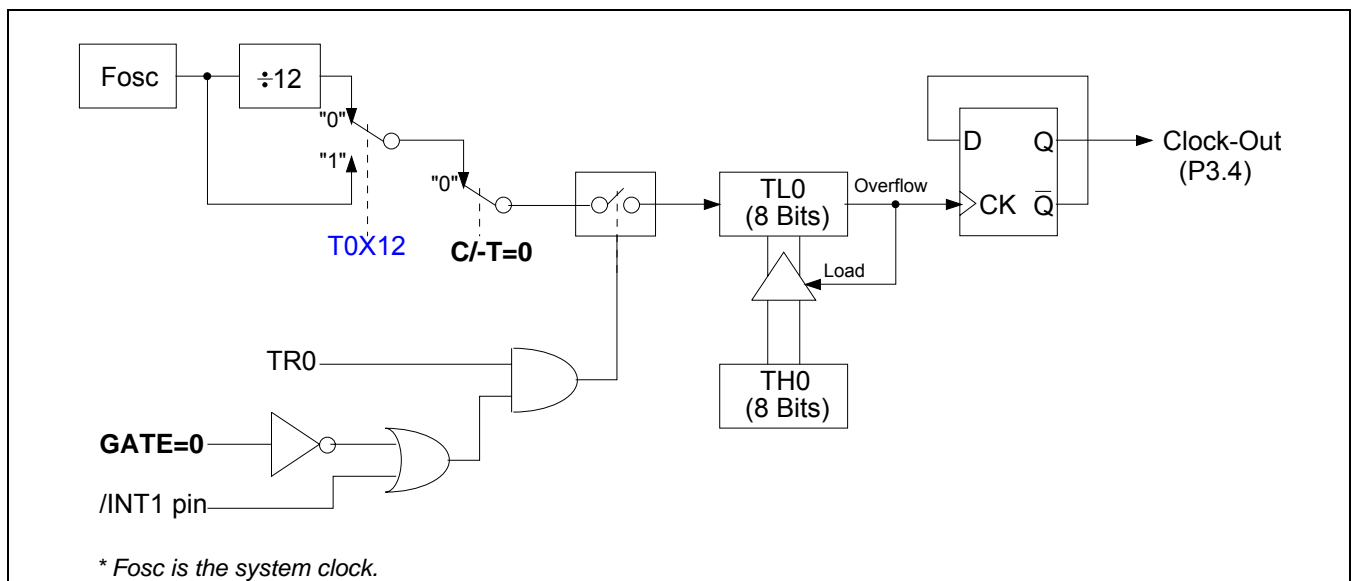 Fosc
÷12
"0"
"1"
T0X12
"0"
C/-T=0
TL0
(8 Bits)
Overflow
Load
TH0
(8 Bits)
D
Q
CK
Q̅
Clock-Out
(P3.4)
TR0
GATE=0
/INT1 pin
* Fosc is the system clock.